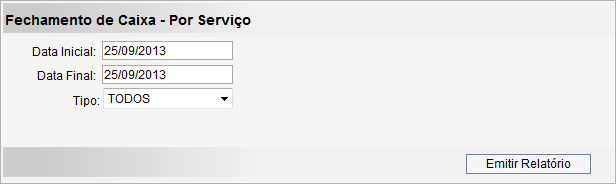 Fechamento de Caixa - Por Serviço
Data Inicial: 25/09/2013
Data Final: 25/09/2013
Tipo: TODOS
Emitir Relatório